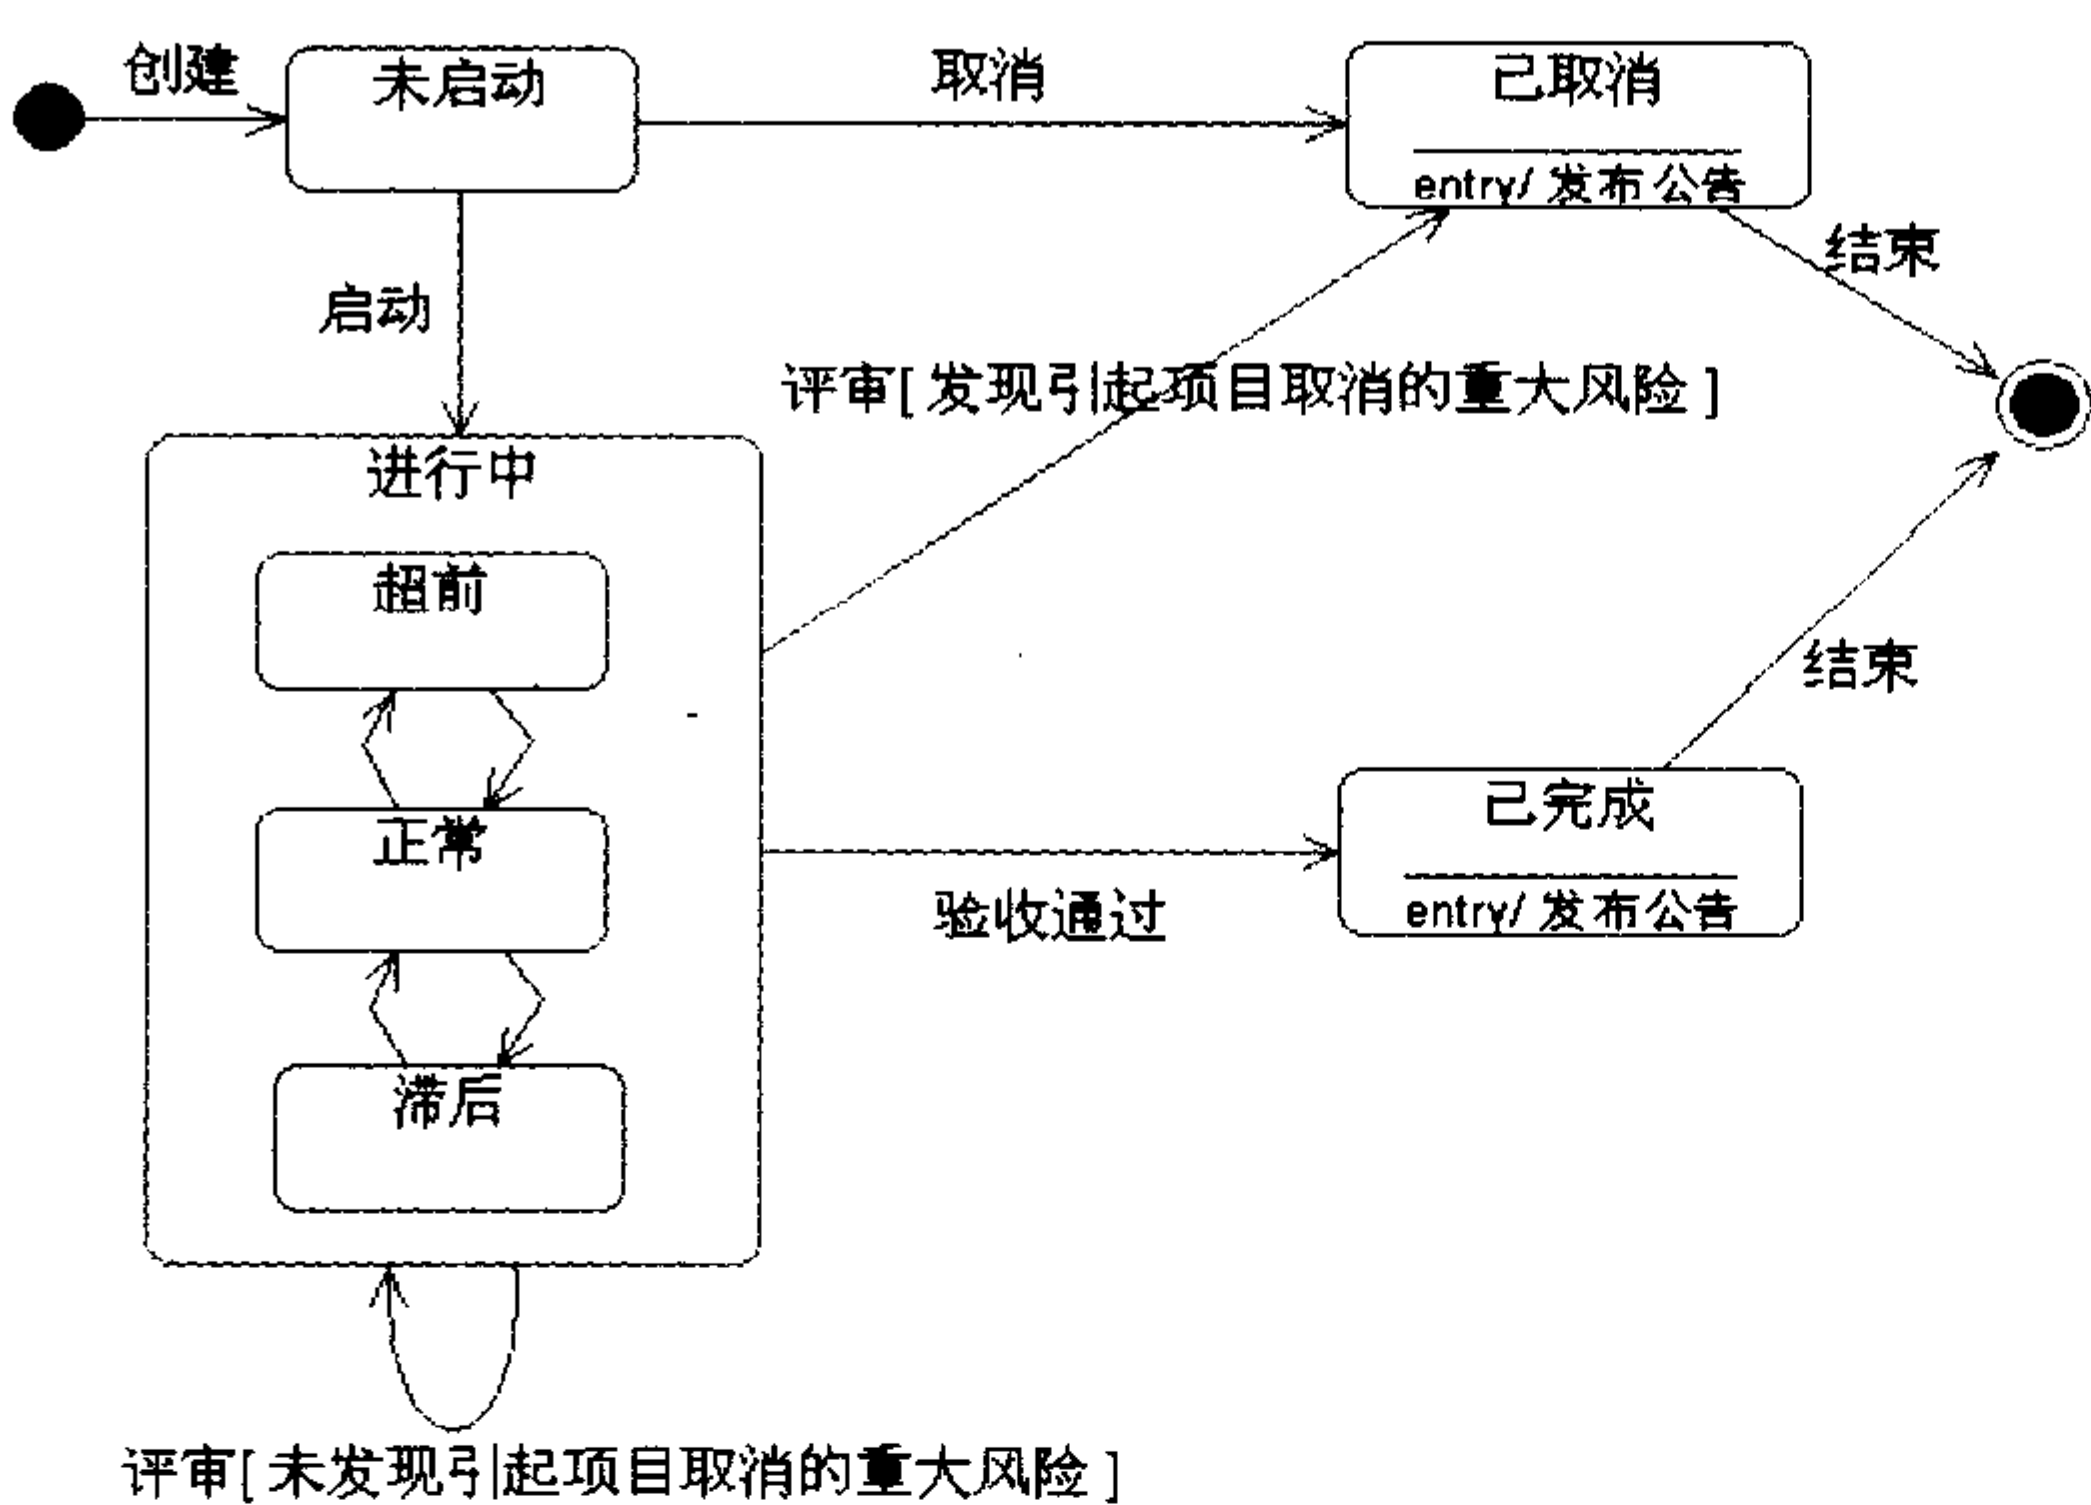 创建
未启动
取消
已取消
entry/ 发布公告
结束
启动
评审[ 发现引起项目取消的重大风险 ]
进行中
超前
正常
滞后
结束
已完成
entry/ 发布公告
验收通过
评审[ 未发现引起项目取消的重大风险 ]